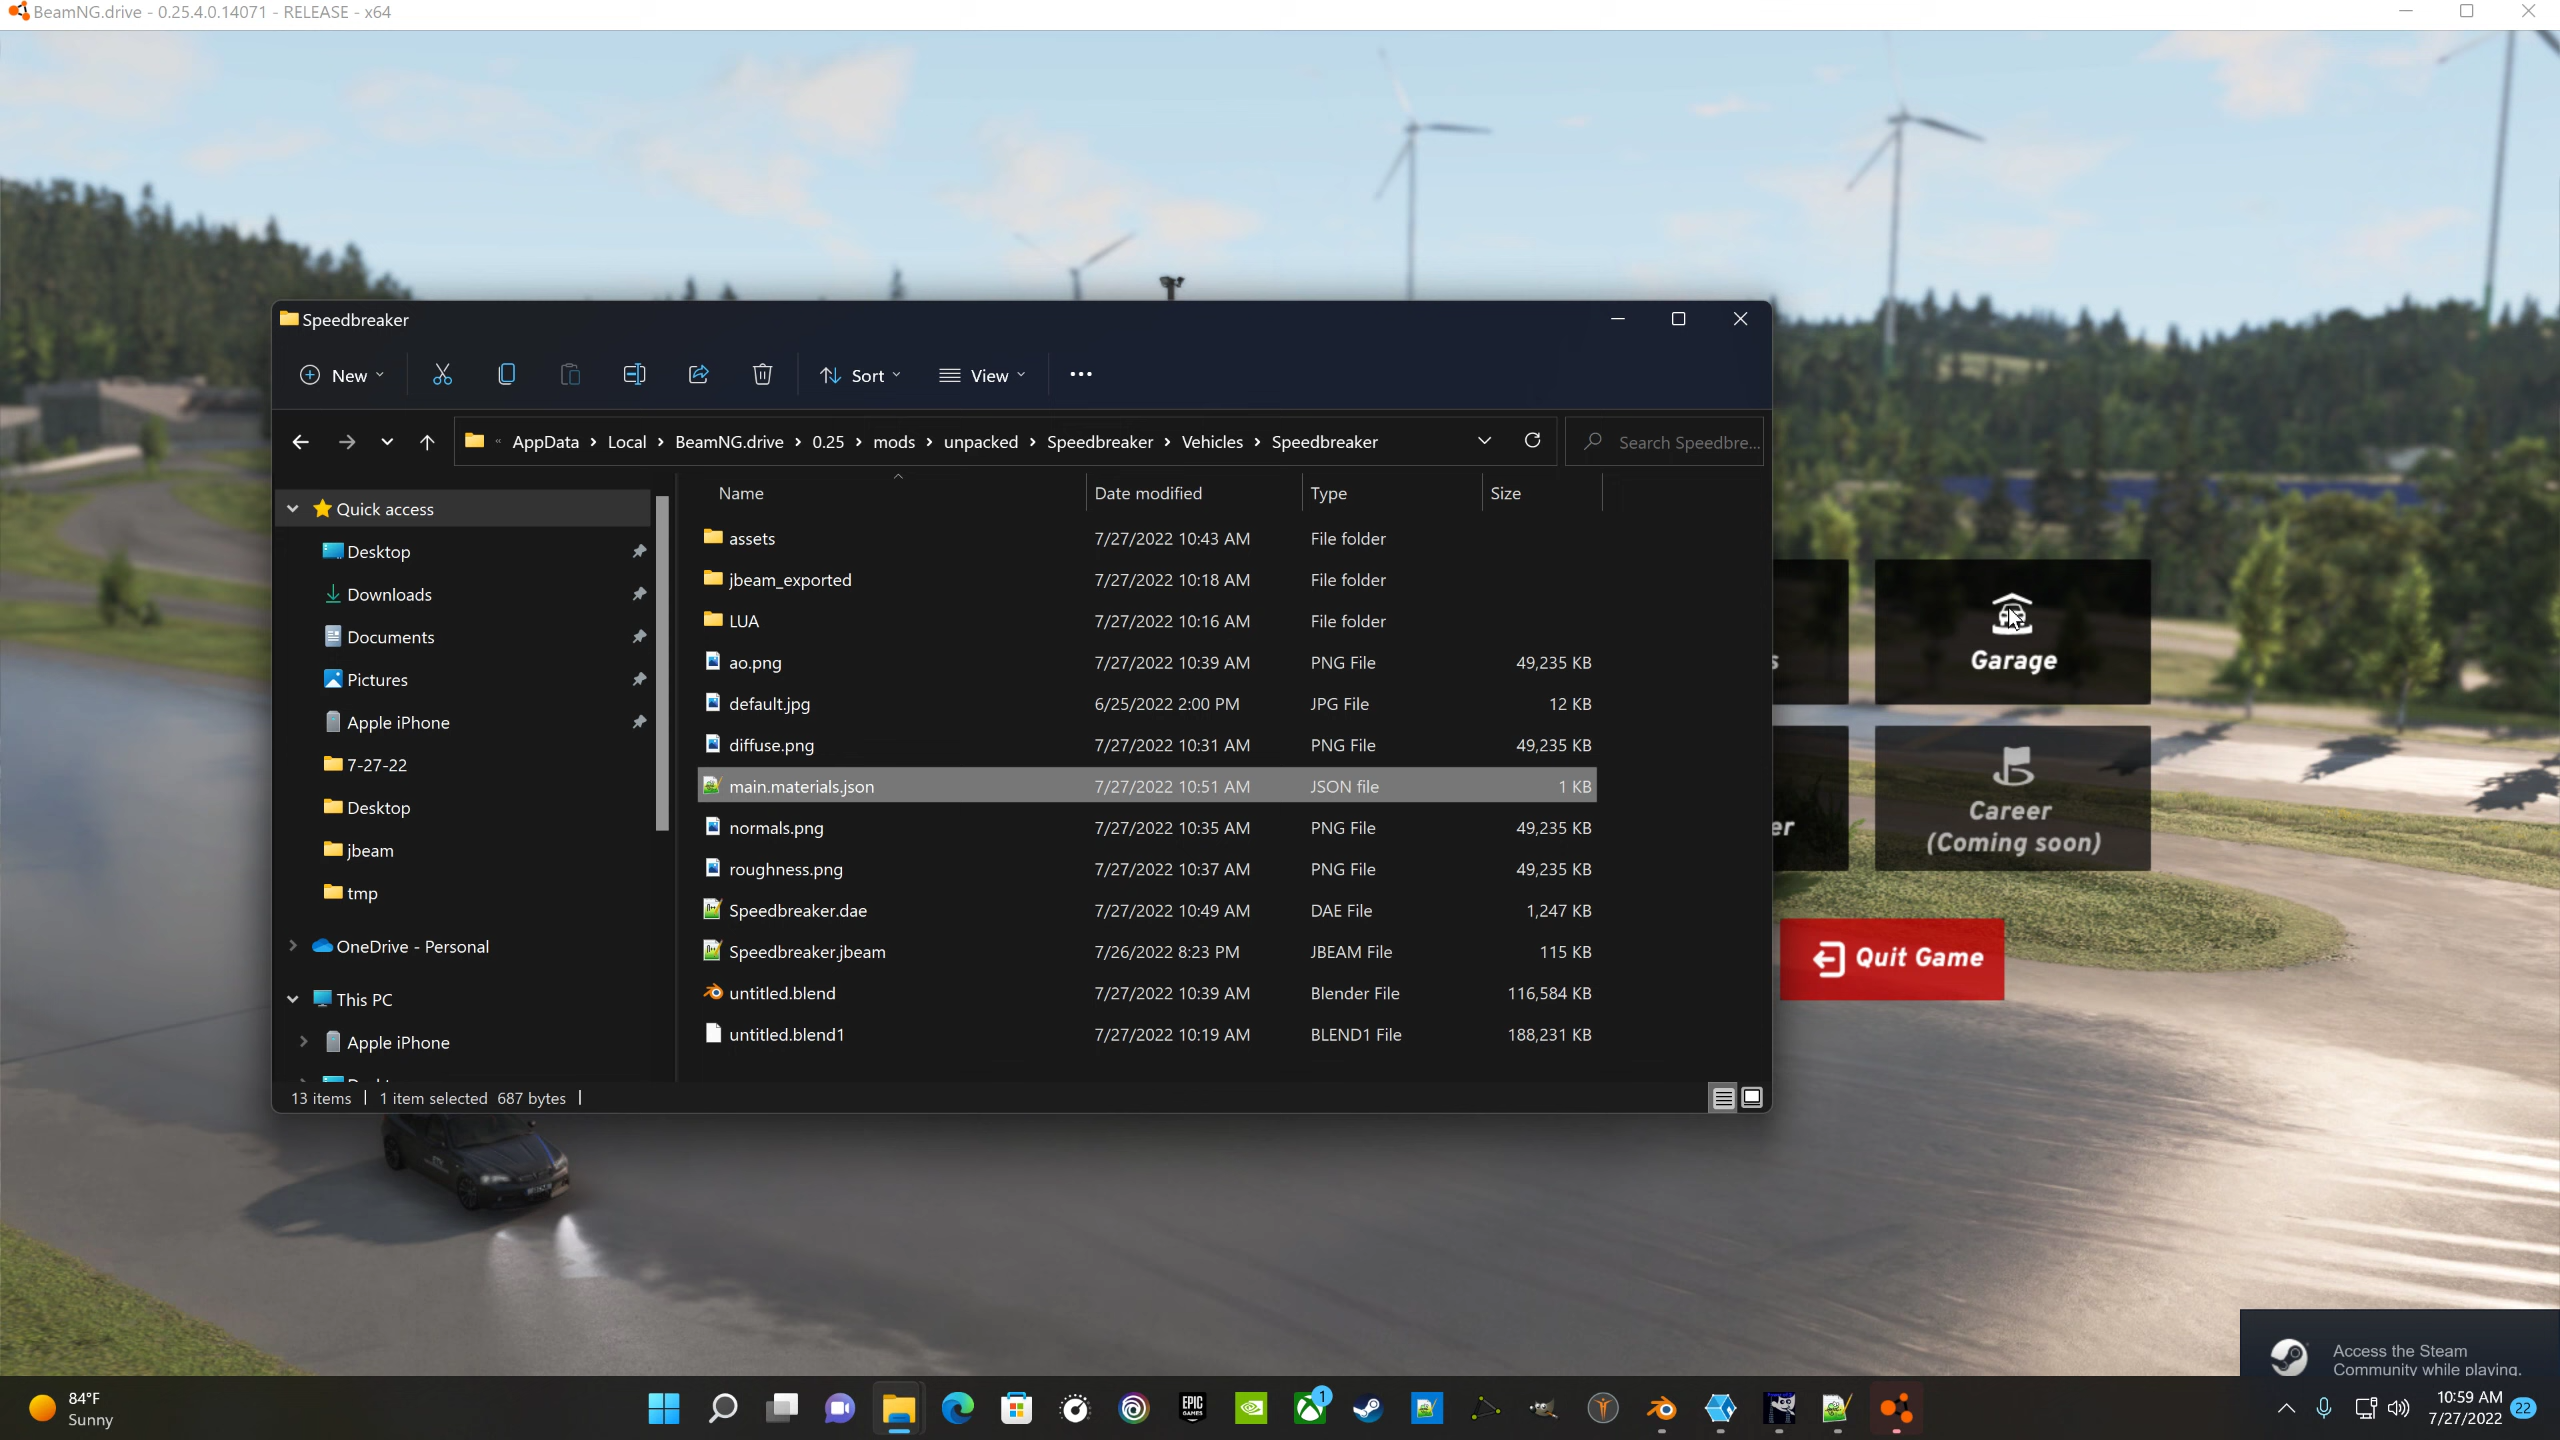 BeamNG.drive - 0.25.4.0.14071 - RELEASE - x64
Speedbreaker
New
Sort
View
AppData
Local
BeamNG.drive
0.25
mods
unpacked
Speedbreaker
Vehicles
Speedbreaker
Search Speedbre...
Quick access
Desktop
Downloads
Documents
Pictures
Apple iPhone
7-27-22
Desktop
jbeam
tmp
OneDrive - Personal
This PC
Apple iPhone
Name Date modified Type Size
assets 7/27/2022 10:43 AM File folder
jbeam_exported 7/27/2022 10:18 AM File folder
LUA 7/27/2022 10:16 AM File folder
ao.png 7/27/2022 10:39 AM PNG File 49,235 KB
default.jpg 6/25/2022 2:00 PM JPG File 12 KB
diffuse.png 7/27/2022 10:31 AM PNG File 49,235 KB
main.materials.json 7/27/2022 10:51 AM JSON file 1 KB
normals.png 7/27/2022 10:35 AM PNG File 49,235 KB
roughness.png 7/27/2022 10:37 AM PNG File 49,235 KB
Speedbreaker.dae 7/27/2022 10:49 AM DAE File 1,247 KB
Speedbreaker.jbeam 7/26/2022 8:23 PM JBEAM File 115 KB
untitled.blend 7/27/2022 10:39 AM Blender File 116,584 KB
untitled.blend1 7/27/2022 10:19 AM BLEND1 File 188,231 KB
13 items
1 item selected 687 bytes
Garage
s
er
Career
(Coming soon)
Quit Game
Access the Steam
Community while playing.
84°F
Sunny
EPIC
GAMES
1
10:59 AM
7/27/2022
22